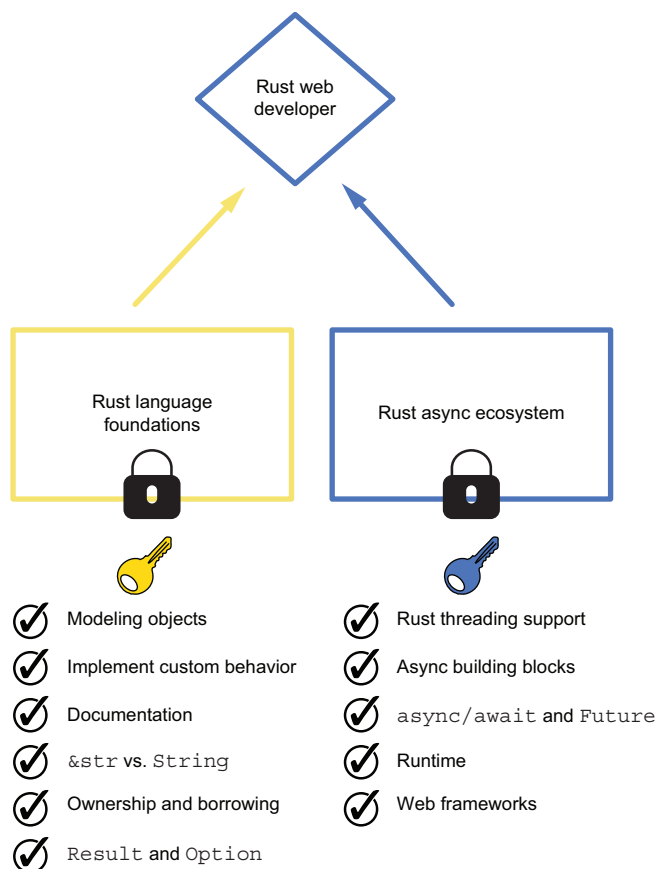 Rust web
developer
Rust language
foundations
Rust async ecosystem
Modeling objects
Implement custom behavior
Documentation
&str vs. String
Ownership and borrowing
Result and Option
Rust threading support
Async building blocks
async/await and Future
Runtime
Web frameworks